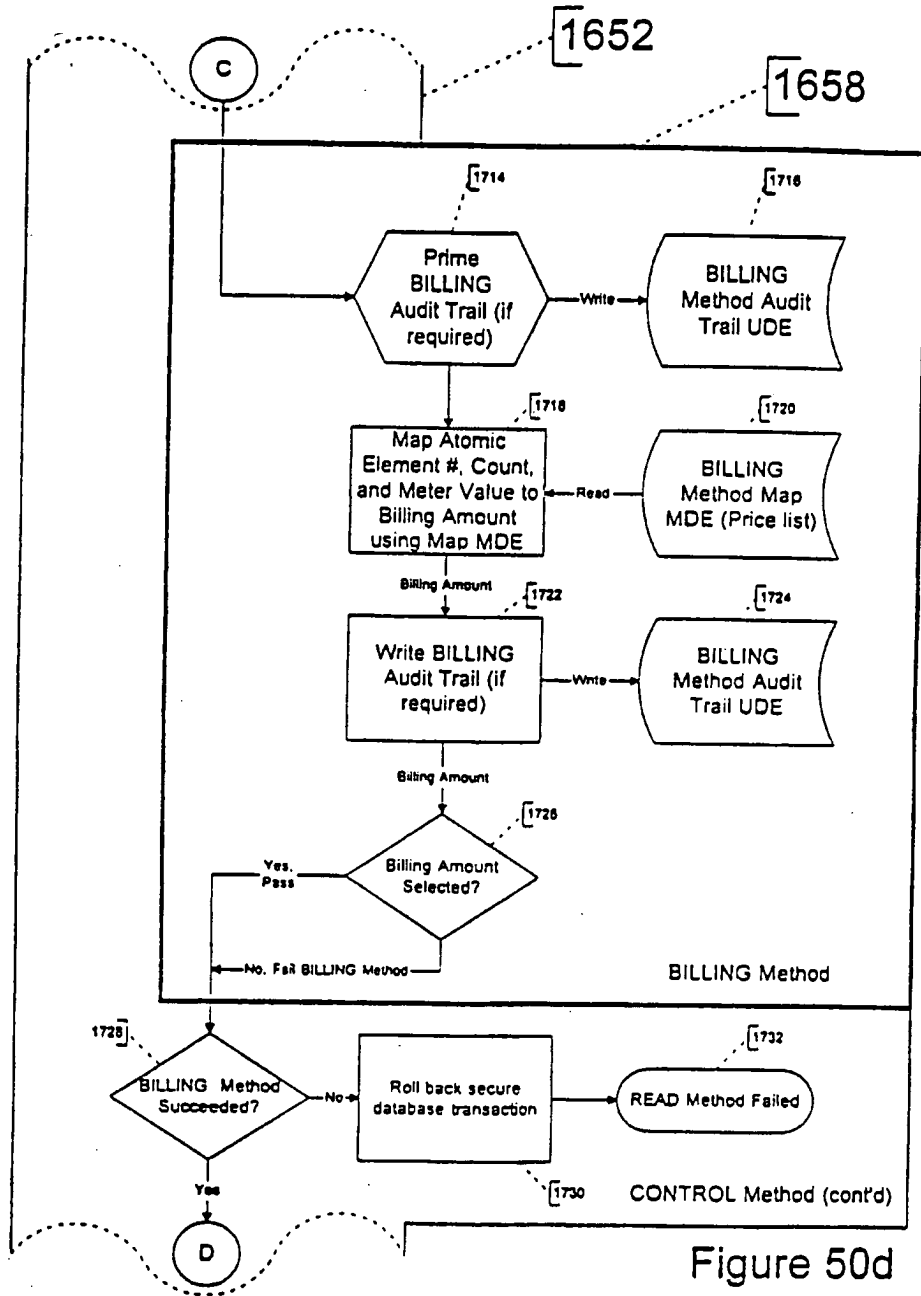 1652
C
1658
1714
1716
Prime
BILLING
Audit Trail (if
required)
Write
BILLING
Method Audit
Trail UDE
1718
1720
Map Atomic
Element #, Count,
and Meter Value to
Billing Amount
using Map MDE
Read
BILLING
Method Map
MDE (Price list)
Billing Amount
1722
1724
Write BILLING
Audit Trail (if
required)
Write
BILLING
Method Audit
Trail UDE
Billing Amount
1726
Yes,
Pass
Billing Amount
Selected?
No, Fail BILLING Method
BILLING Method
1728
BILLING Method
Succeeded?
No
Roll back secure
database transaction
1732
READ Method Failed
Yes
1730
CONTROL Method (cont'd)
D
Figure 50d